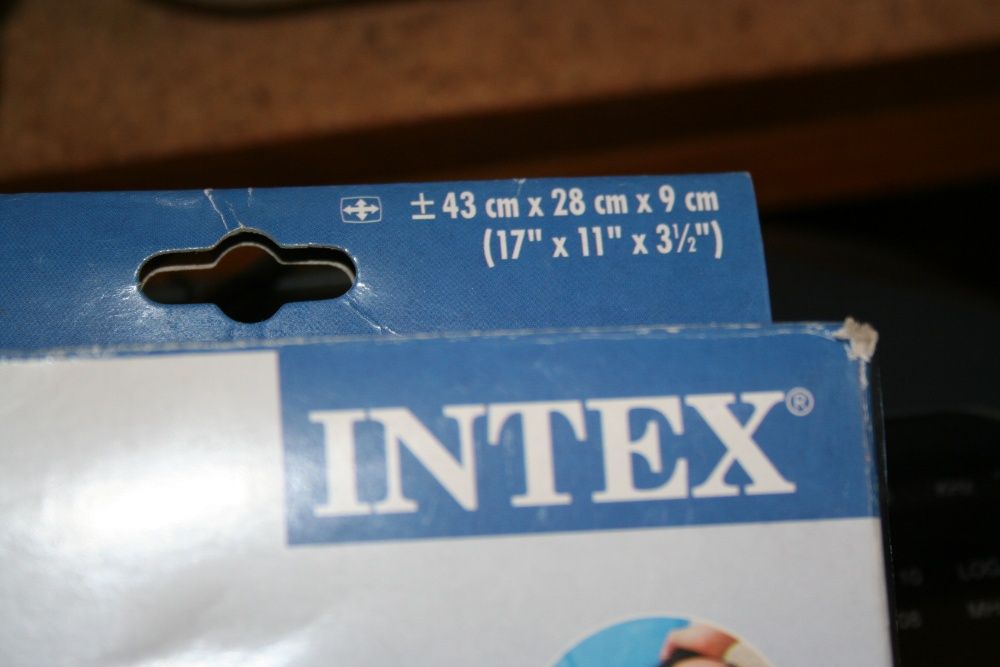 ± 43 cm x 28 cm x 9 cm
(17" x 11" x 3½")
INTEX®